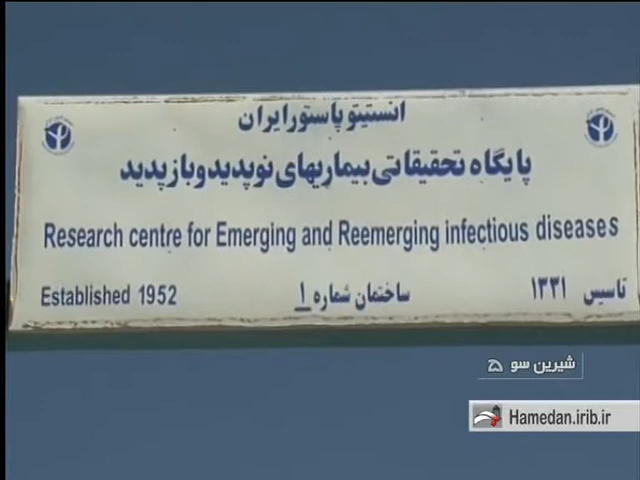 انستیتو پاستور ایران
پایگاه تحقیقاتی بیماریهای نوپدید و بازپدید
Research centre for Emerging and Reemerging infectious diseases
تاسیس ۱۳۳۱ ساختمان شماره ۱ Established 1952
شیرین سو ۵
Hamedan.irib.ir